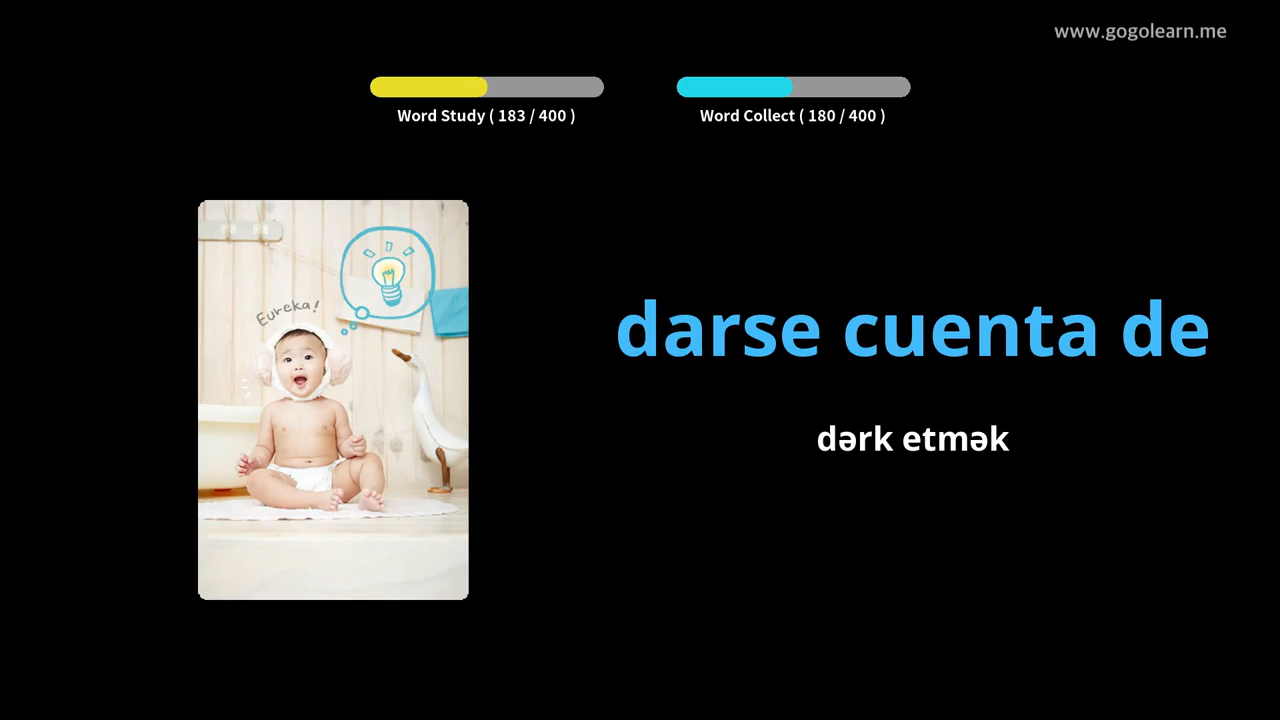 www.gogolearn.me
Word Study ( 183 / 400 )
Word Collect ( 180 / 400 )
Eureka!
darse cuenta de
dərk etmək